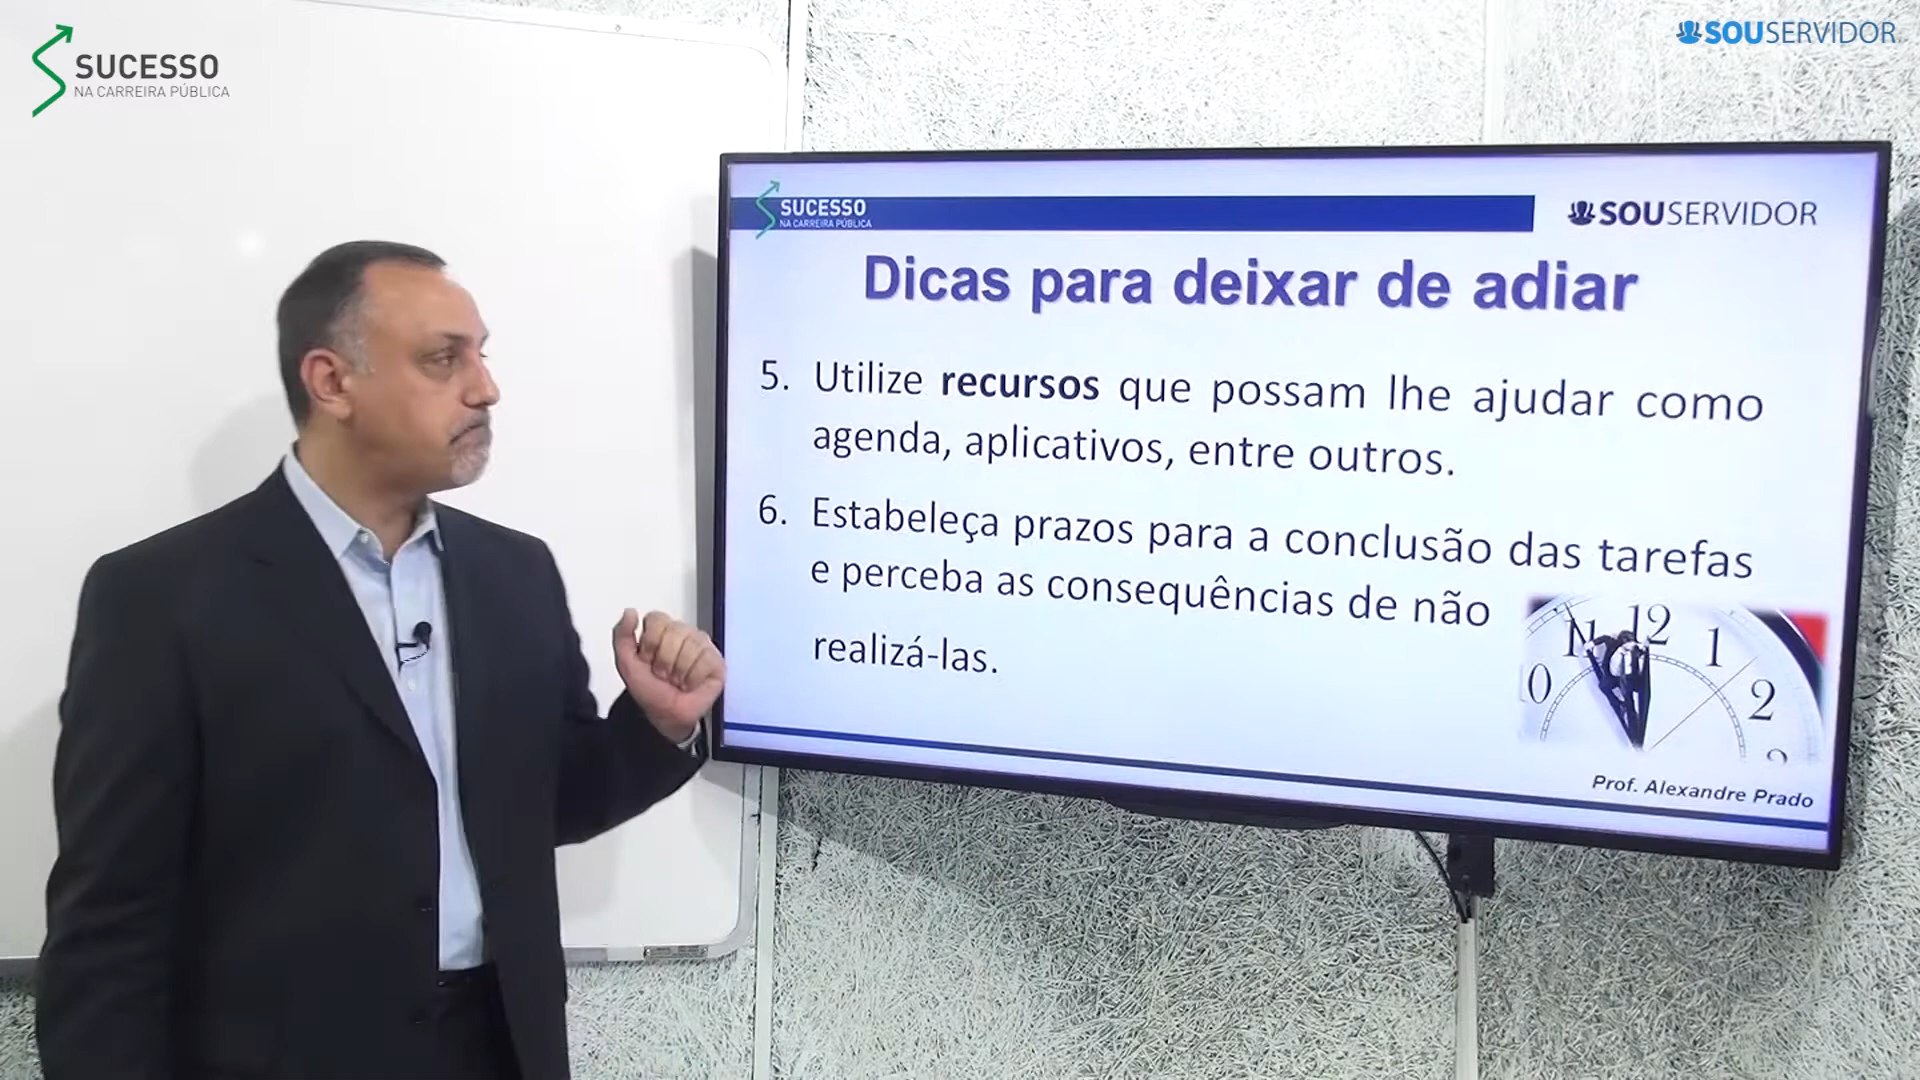 SUCESSO
NA CARREIRA PÚBLICA
SOUSERVIDOR
SUCESSO
NA CARREIRA PÚBLICA
SOUSERVIDOR
Dicas para deixar de adiar
5. Utilize recursos que possam lhe ajudar como
agenda, aplicativos, entre outros.
6. Estabeleça prazos para a conclusão das tarefas
e perceba as consequências de não
realizá-las.
11 12 1
0 2
Prof. Alexandre Prado